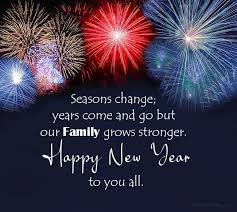 Seasons change;
years come and go but
our Family grows stronger.
Happy New Year
to you all.